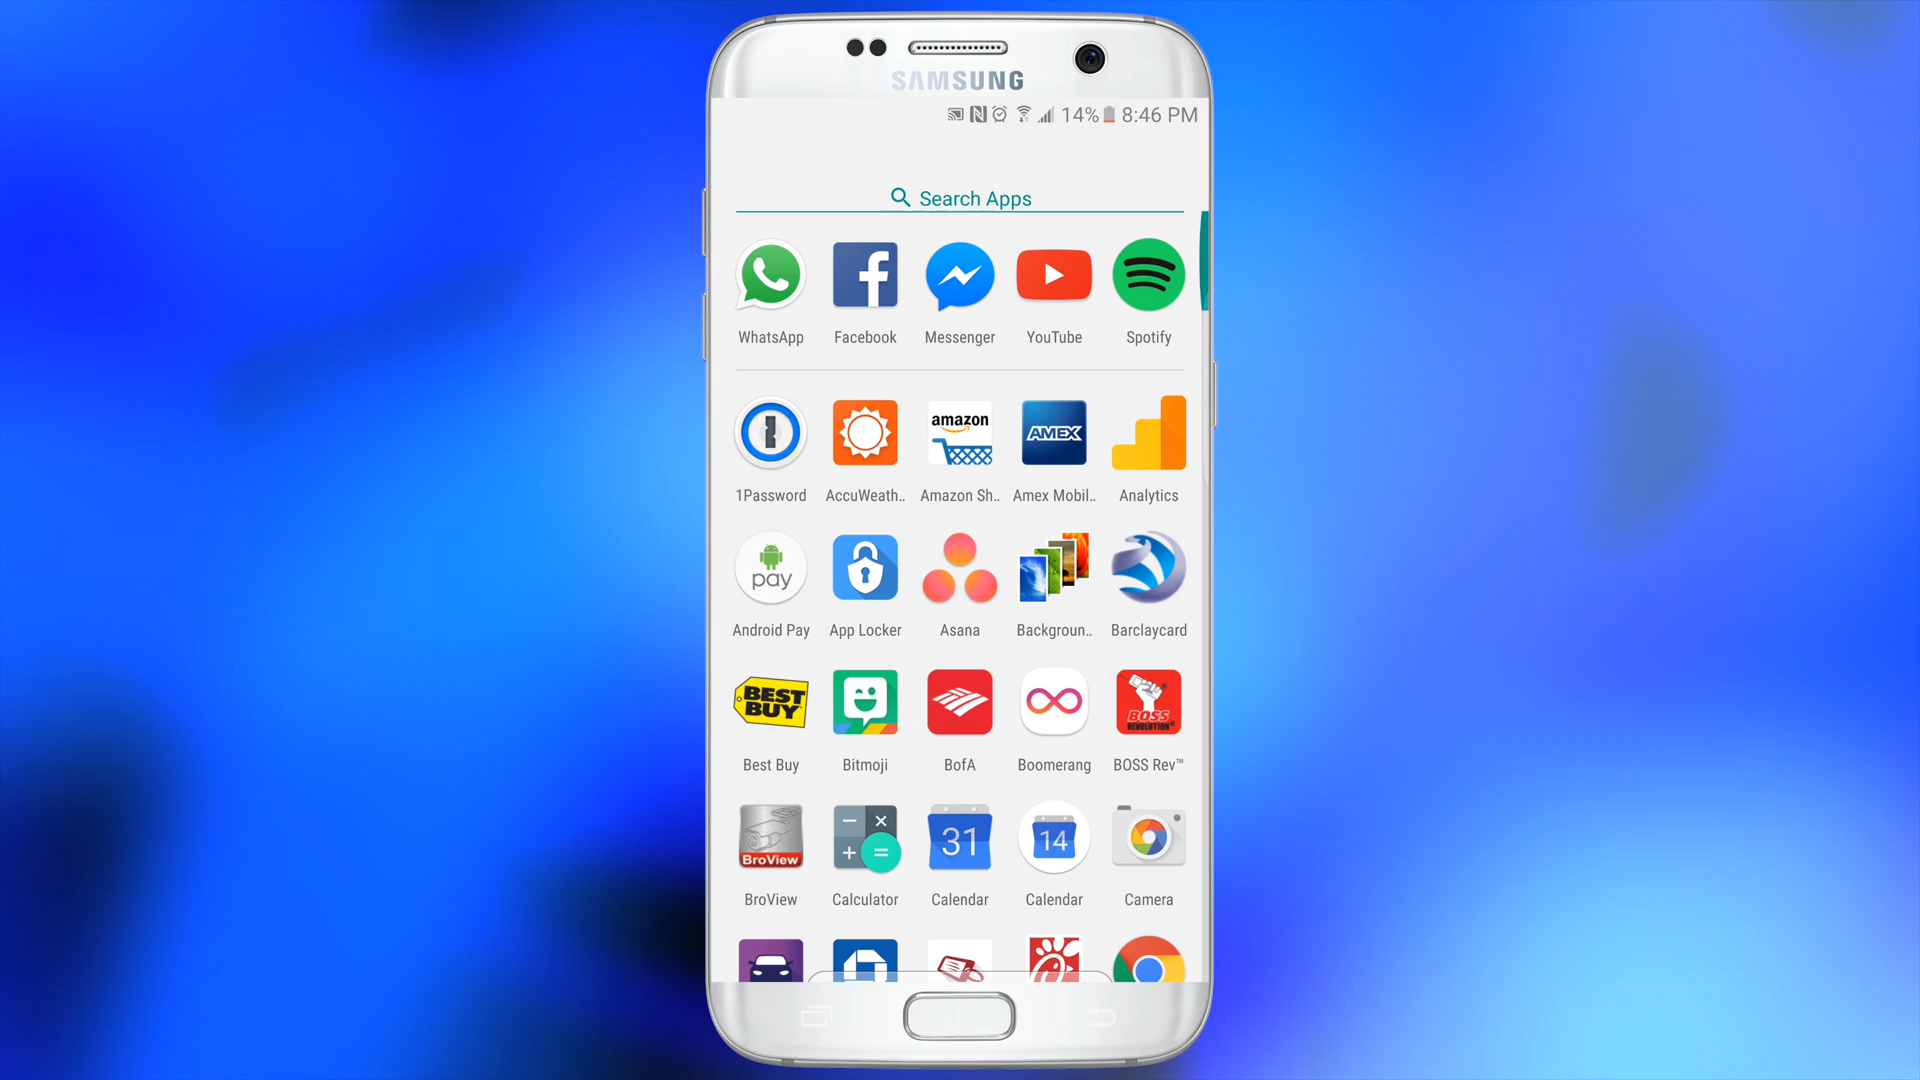 SAMSUNG
14% 8:46 PM
Search Apps
WhatsApp Facebook Messenger YouTube Spotify
amazon AMEX
1Password AccuWeath.. Amazon Sh.. Amex Mobil.. Analytics
pay
Android Pay App Locker Asana Backgroun.. Barclaycard
BEST BUY BOSS REVOLUTION®
Best Buy Bitmoji BofA Boomerang BOSS Rev™
BroView 31 14
BroView Calculator Calendar Calendar Camera